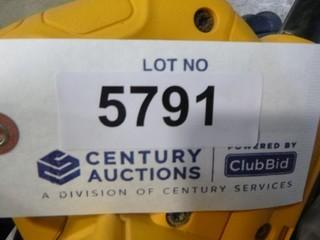 LOT NO
5791
CENTURY AUCTIONS
POWERED BY
ClubBid
A DIVISION OF CENTURY SERVICES